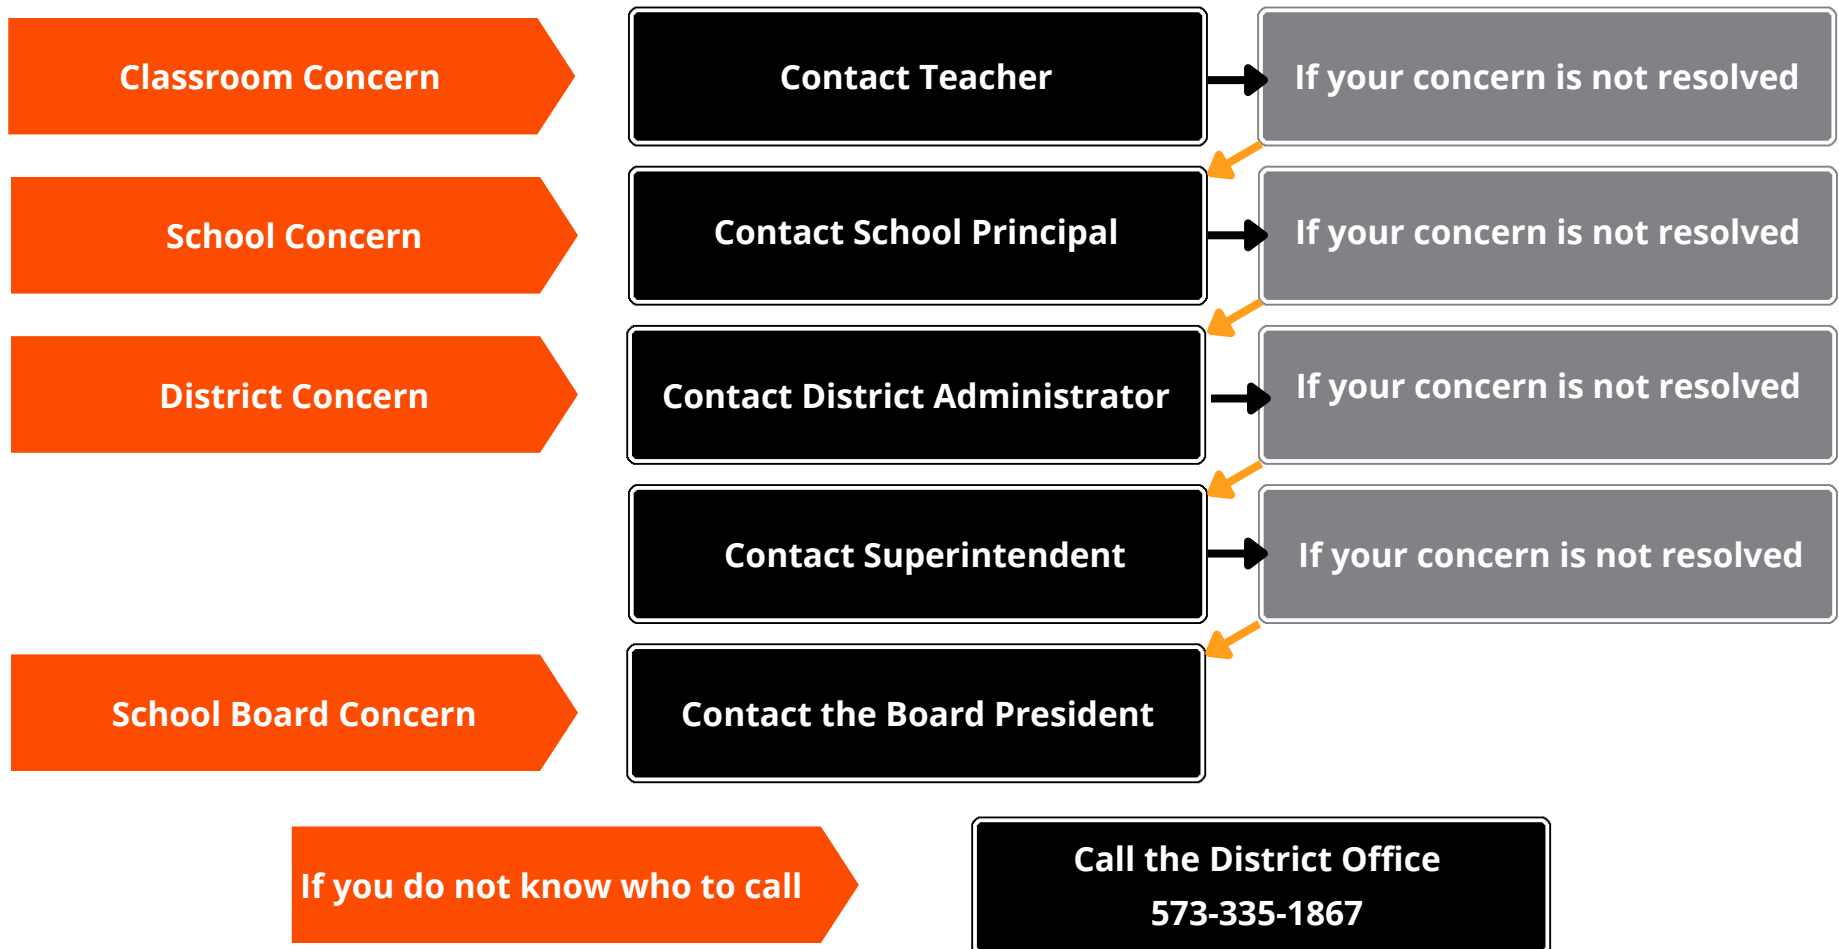 Classroom Concern
Contact Teacher
If your concern is not resolved
School Concern
Contact School Principal
If your concern is not resolved
District Concern
Contact District Administrator
If your concern is not resolved
Contact Superintendent
If your concern is not resolved
School Board Concern
Contact the Board President
If you do not know who to call
Call the District Office
573-335-1867